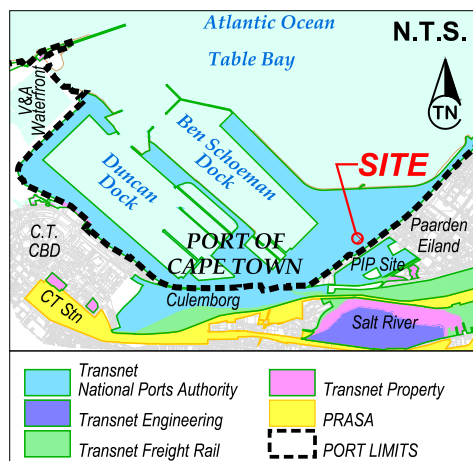 Atlantic Ocean
N.T.S.
Table Bay
TN
V&A
Waterfront
Ben Schoeman
Dock
Duncan
Dock
SITE
C.T.
CBD
PORT OF
CAPE TOWN
Paarden
Eiland
PIP Site
CT Stn
Culemborg
Salt River
Transnet
National Ports Authority
Transnet Property
Transnet Engineering
PRASA
Transnet Freight Rail
PORT LIMITS